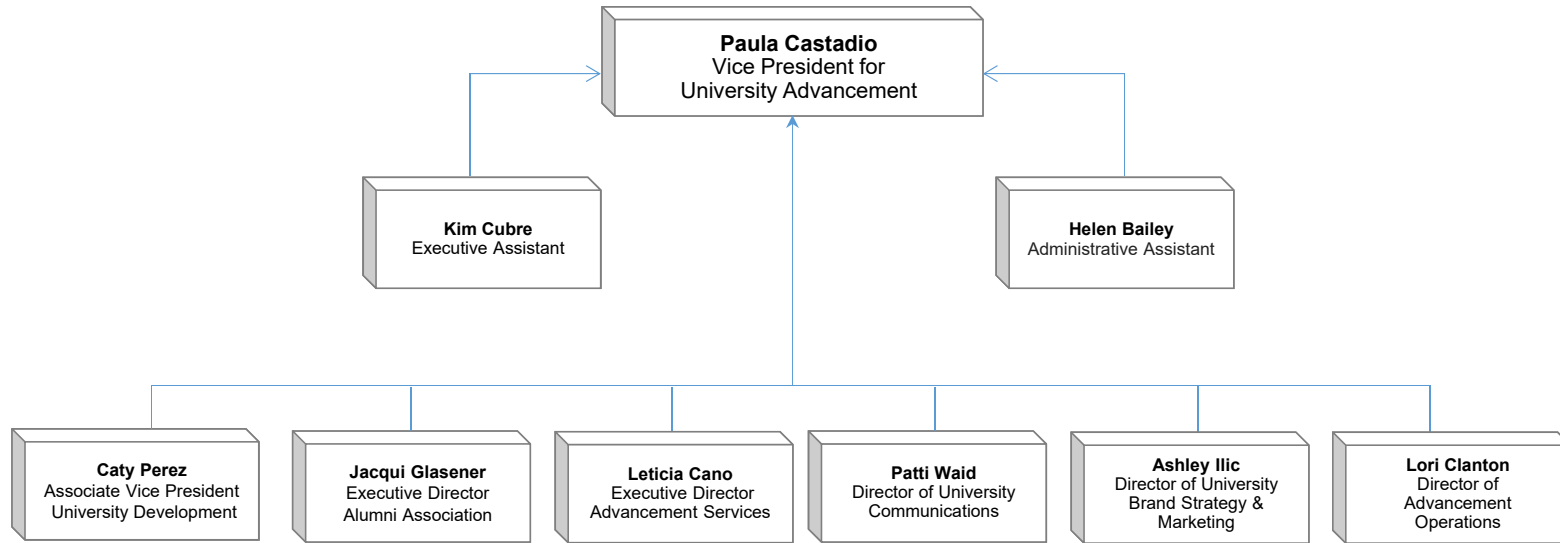 Paula Castadio
Vice President for
University Advancement
Kim Cubre
Executive Assistant
Helen Bailey
Administrative Assistant
Caty Perez
Associate Vice President
University Development
Jacqui Glasener
Executive Director
Alumni Association
Leticia Cano
Executive Director
Advancement Services
Patti Waid
Director of University
Communications
Ashley Ilic
Director of University
Brand Strategy &
Marketing
Lori Clanton
Director of
Advancement
Operations